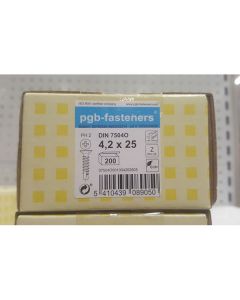 pgb-fasteners
PH 2
DIN 7504O
4,2 x 25
200
5 410439 089050